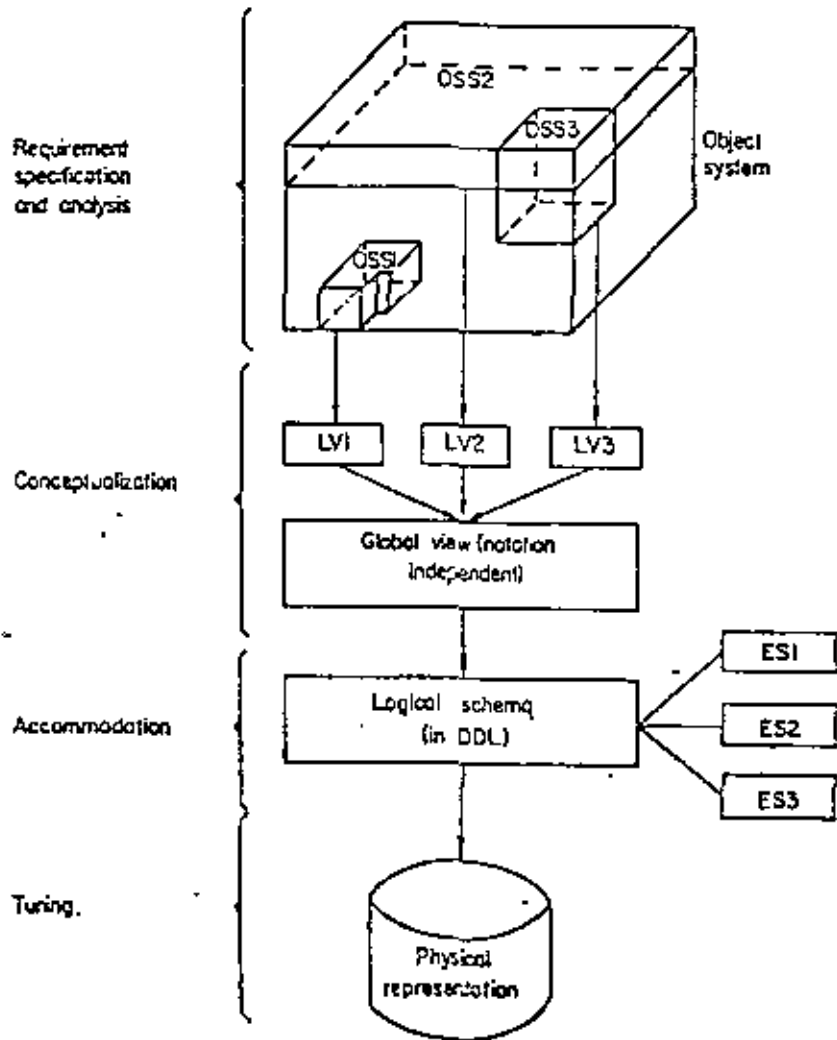 OSS2
OSS3
Object
system
Requirement
specification
and analysis
OSS1
LV1
LV2
LV3
Conceptualization
Global view (notation
independent)
ES1
Logical schema
(in DDL)
Accommodation
ES2
ES3
Tuning.
Physical
representation